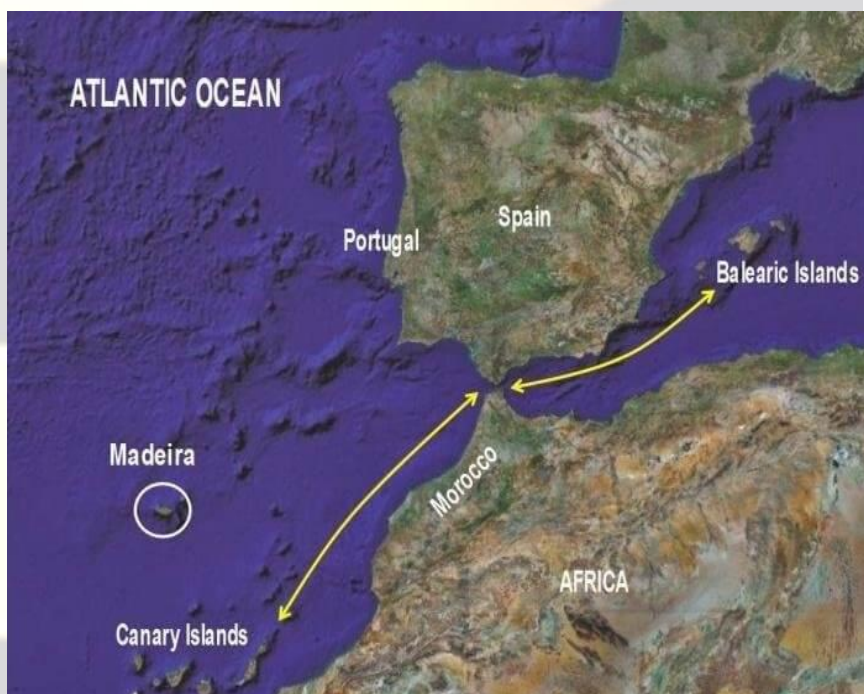 ATLANTIC OCEAN
Spain
Portugal
Balearic Islands
Madeira
Morocco
AFRICA
Canary Islands